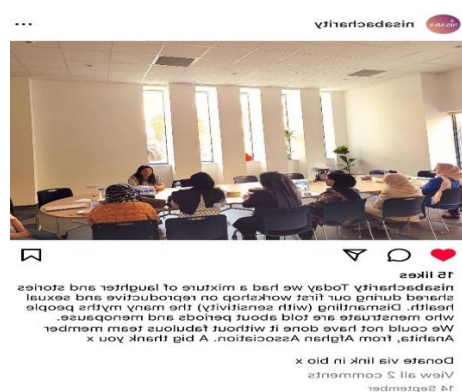 nisabacharity
NISABA
15 likes
nisabacharity Today we had a mixture of laughter and stories
shared during our first workshop on reproductive and sexual
health. Dismantling (with sensitivity) the many myths people
who menstruate are told about periods and menopause.
We could not have done it without fabulous team member
Anahita, from Afghan Association. A big thank you x
Donate via link in bio x
View all 2 comments
14 September